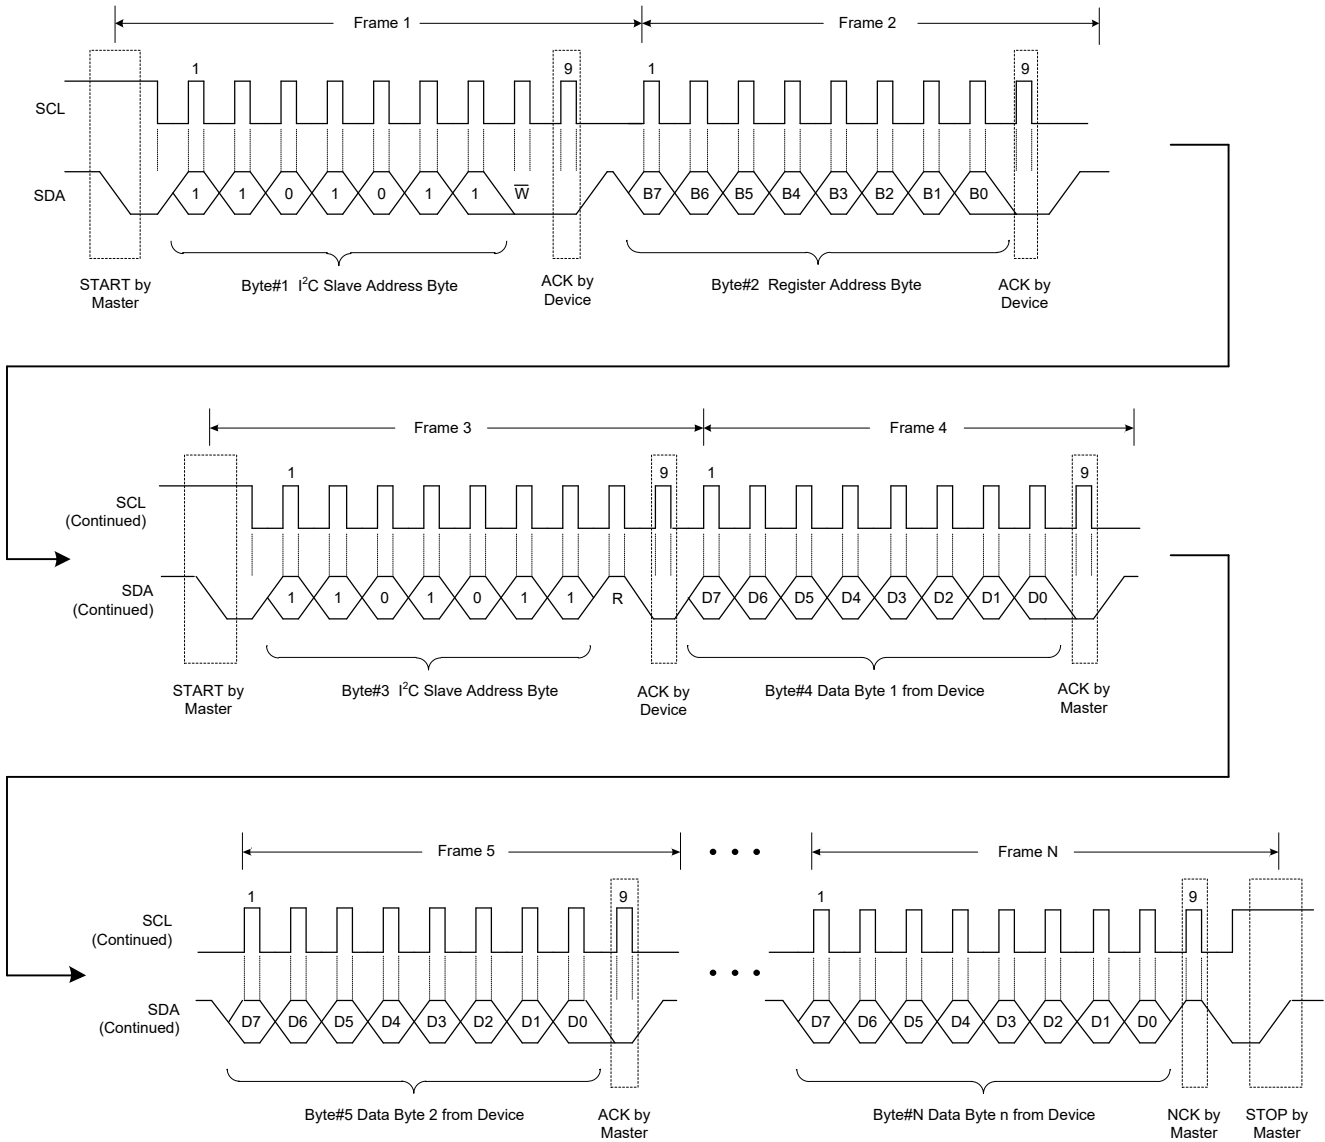 Frame 1
Frame 2
1
9
1
9
SCL
SDA
1 1 0 1 0 1 1 W̅
B7 B6 B5 B4 B3 B2 B1 B0
START by
Master
Byte#1 I²C Slave Address Byte
ACK by
Device
Byte#2 Register Address Byte
ACK by
Device
Frame 3
Frame 4
1
9
1
9
SCL
(Continued)
SDA
(Continued)
1 1 0 1 0 1 1 R
D7 D6 D5 D4 D3 D2 D1 D0
START by
Master
Byte#3 I²C Slave Address Byte
ACK by
Device
Byte#4 Data Byte 1 from Device
ACK by
Master
Frame 5
• • •
Frame N
1
9
1
9
SCL
(Continued)
• • •
SDA
(Continued)
D7 D6 D5 D4 D3 D2 D1 D0
D7 D6 D5 D4 D3 D2 D1 D0
Byte#5 Data Byte 2 from Device
ACK by
Master
Byte#N Data Byte n from Device
NCK by
Master
STOP by
Master